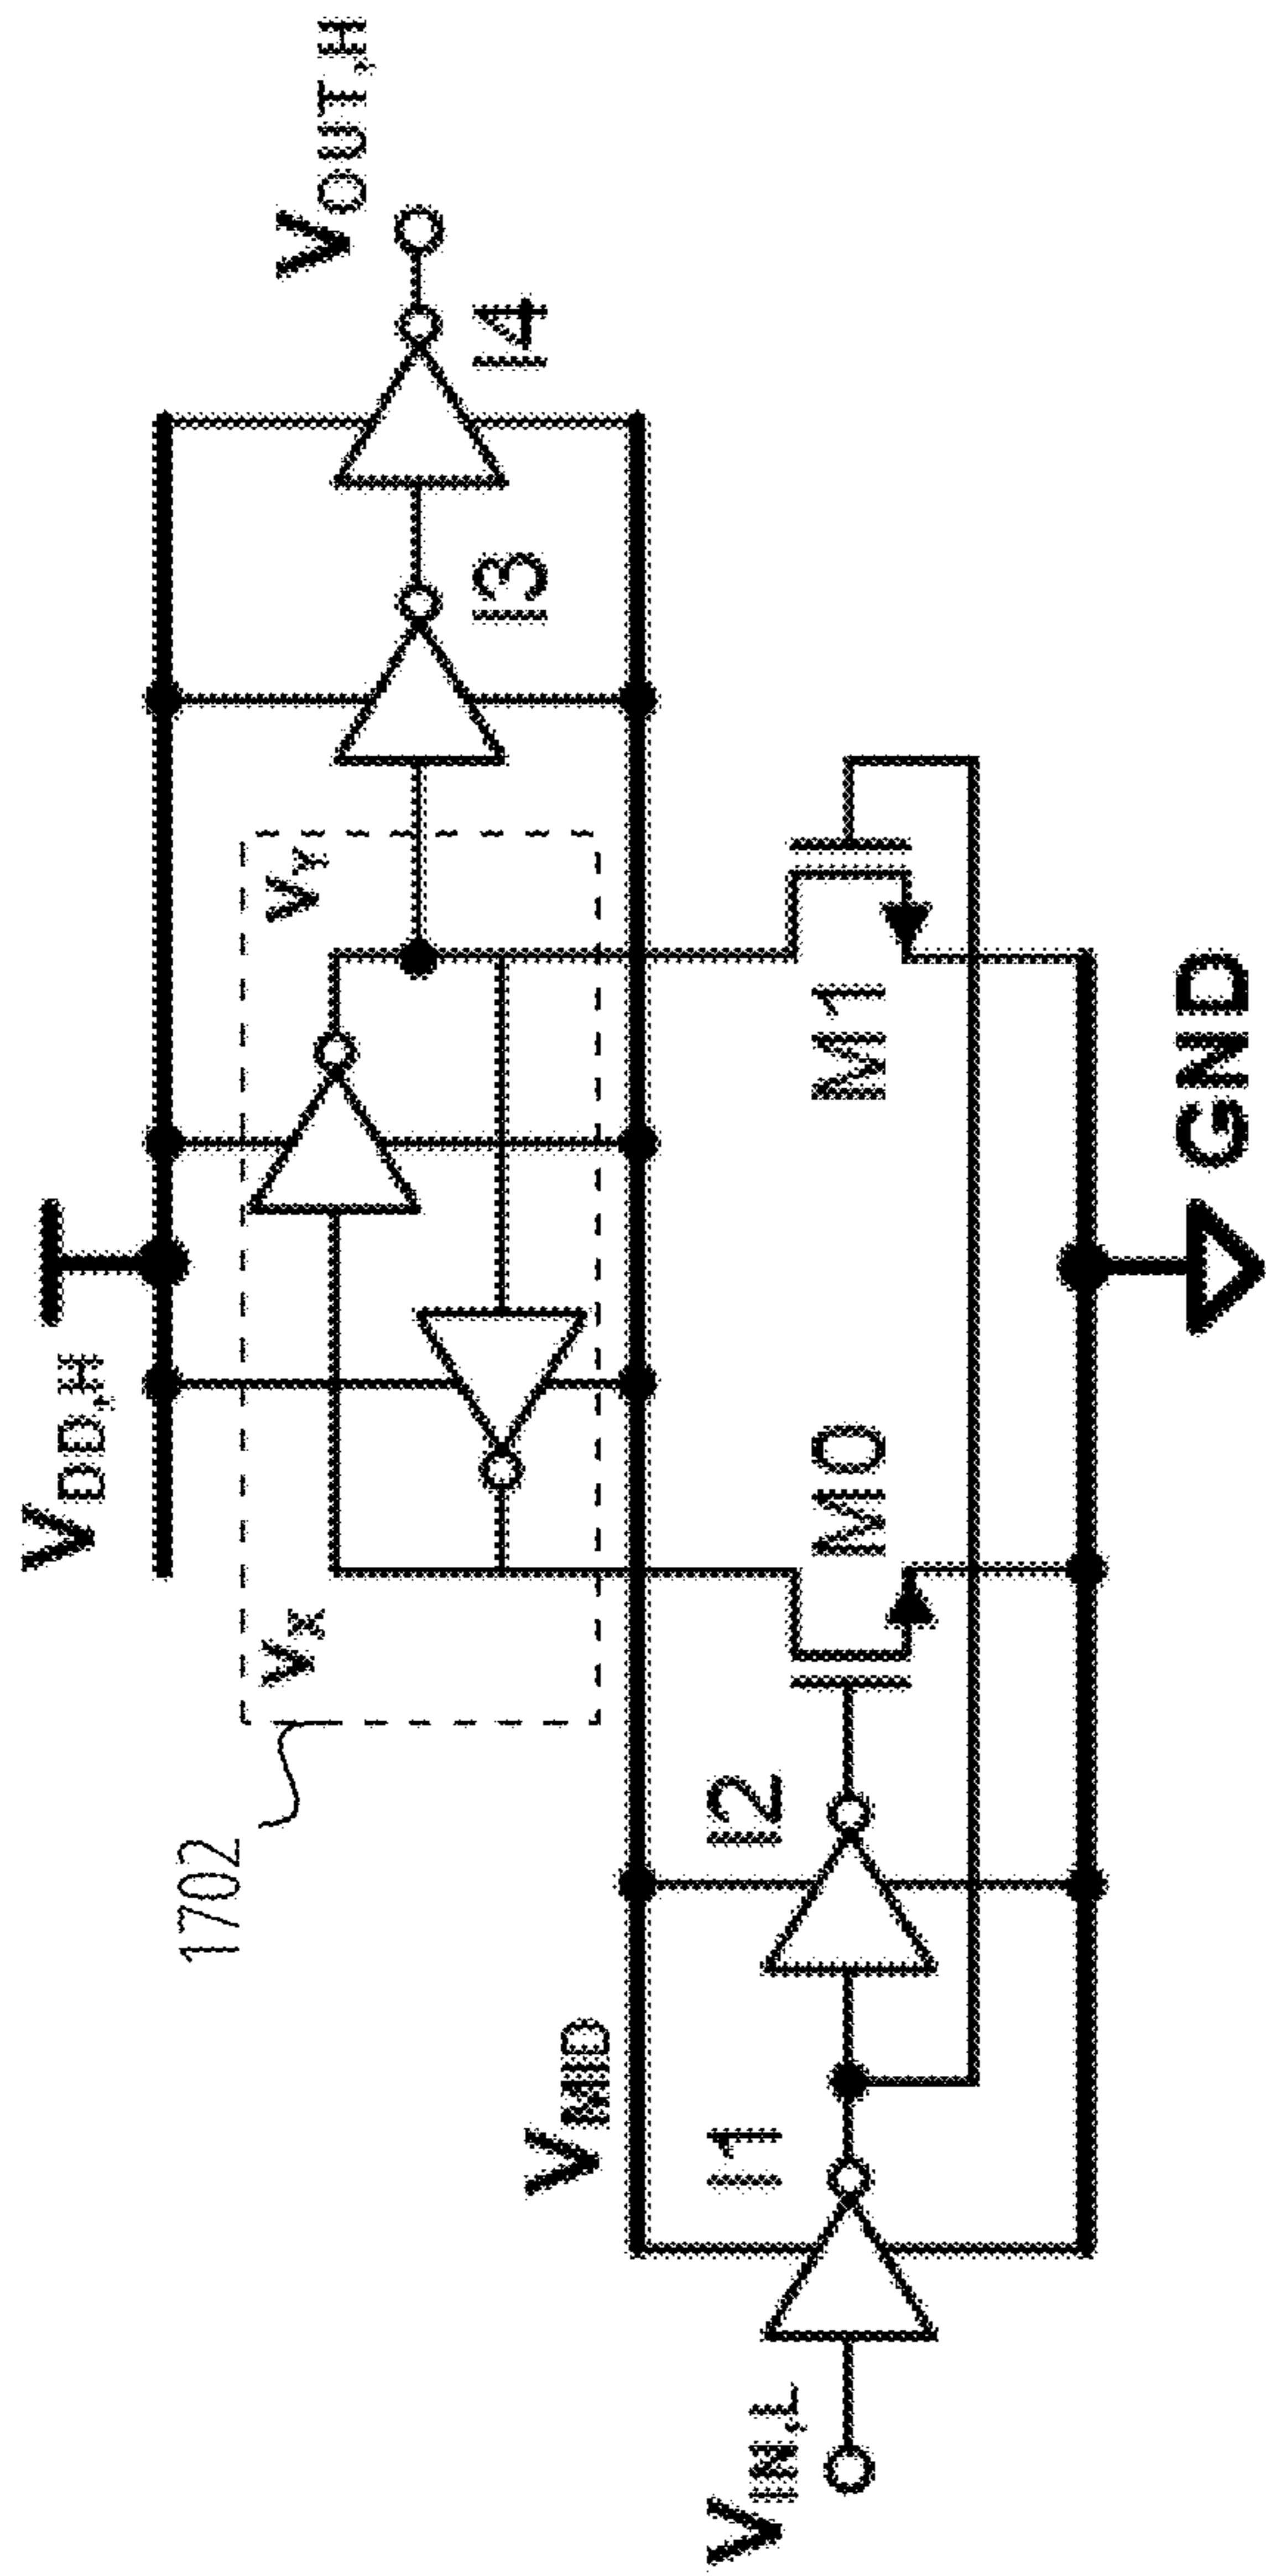 V_DD,H
1702
V_X
V_Y
V_OUT,H
I3
I4
V_MID
V_IN,L
I1
I2
M0
M1
GND